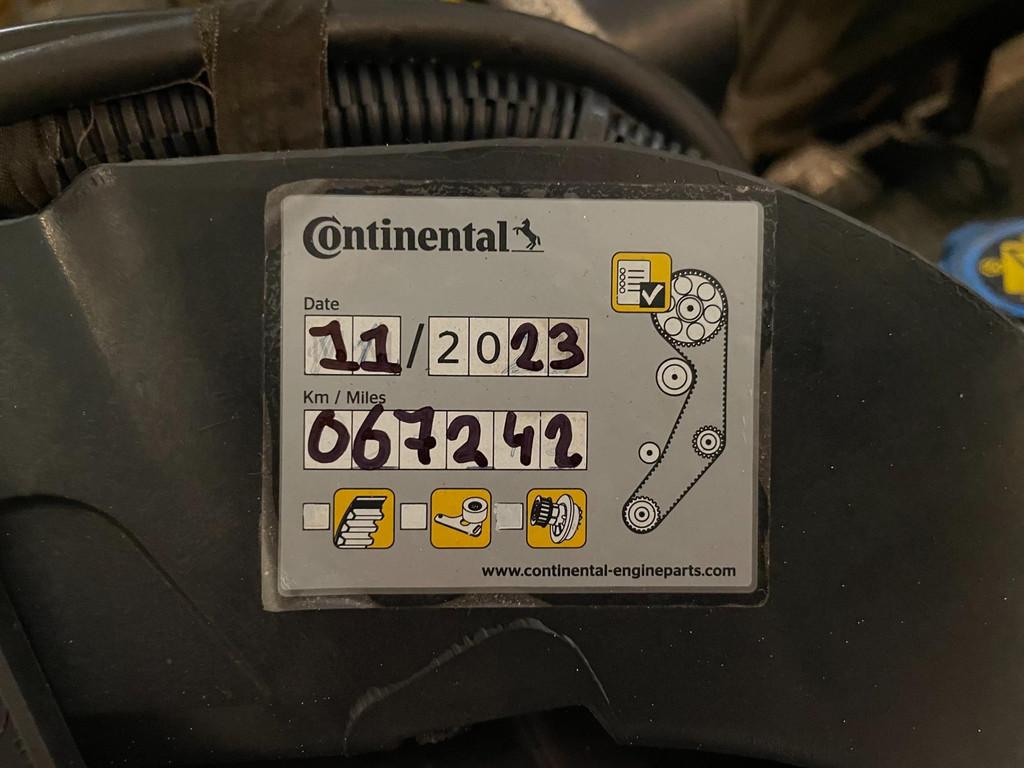 Continental
Date
11/2023
Km / Miles
067242
www.continental-engineparts.com